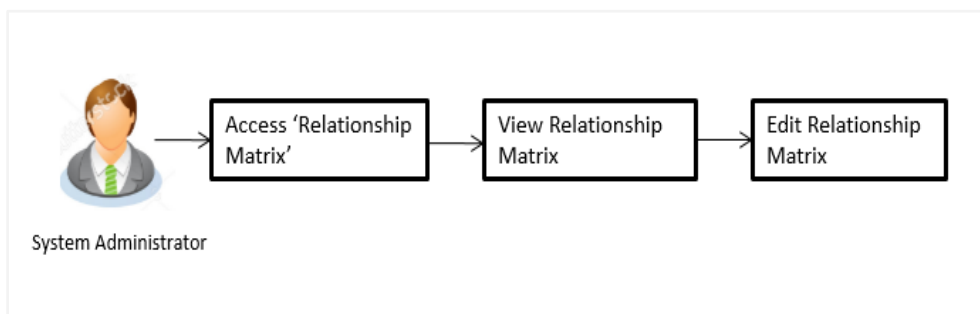 Access ‘Relationship
Matrix’
View Relationship
Matrix
Edit Relationship
Matrix
System Administrator